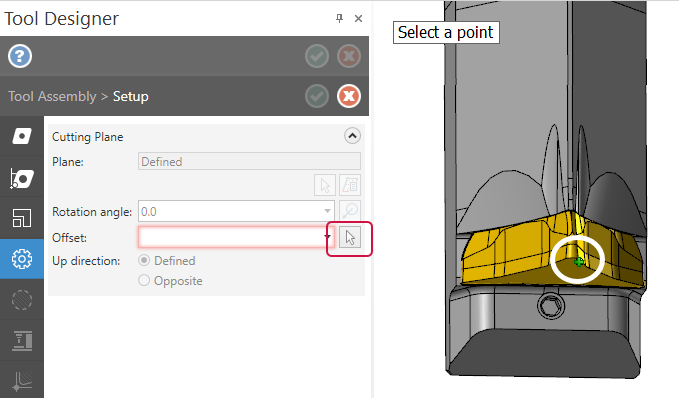 Tool Designer
Select a point
?
Tool Assembly > Setup
Cutting Plane
Plane: Defined
Rotation angle: 0.0
Offset:
Up direction: Defined
Opposite